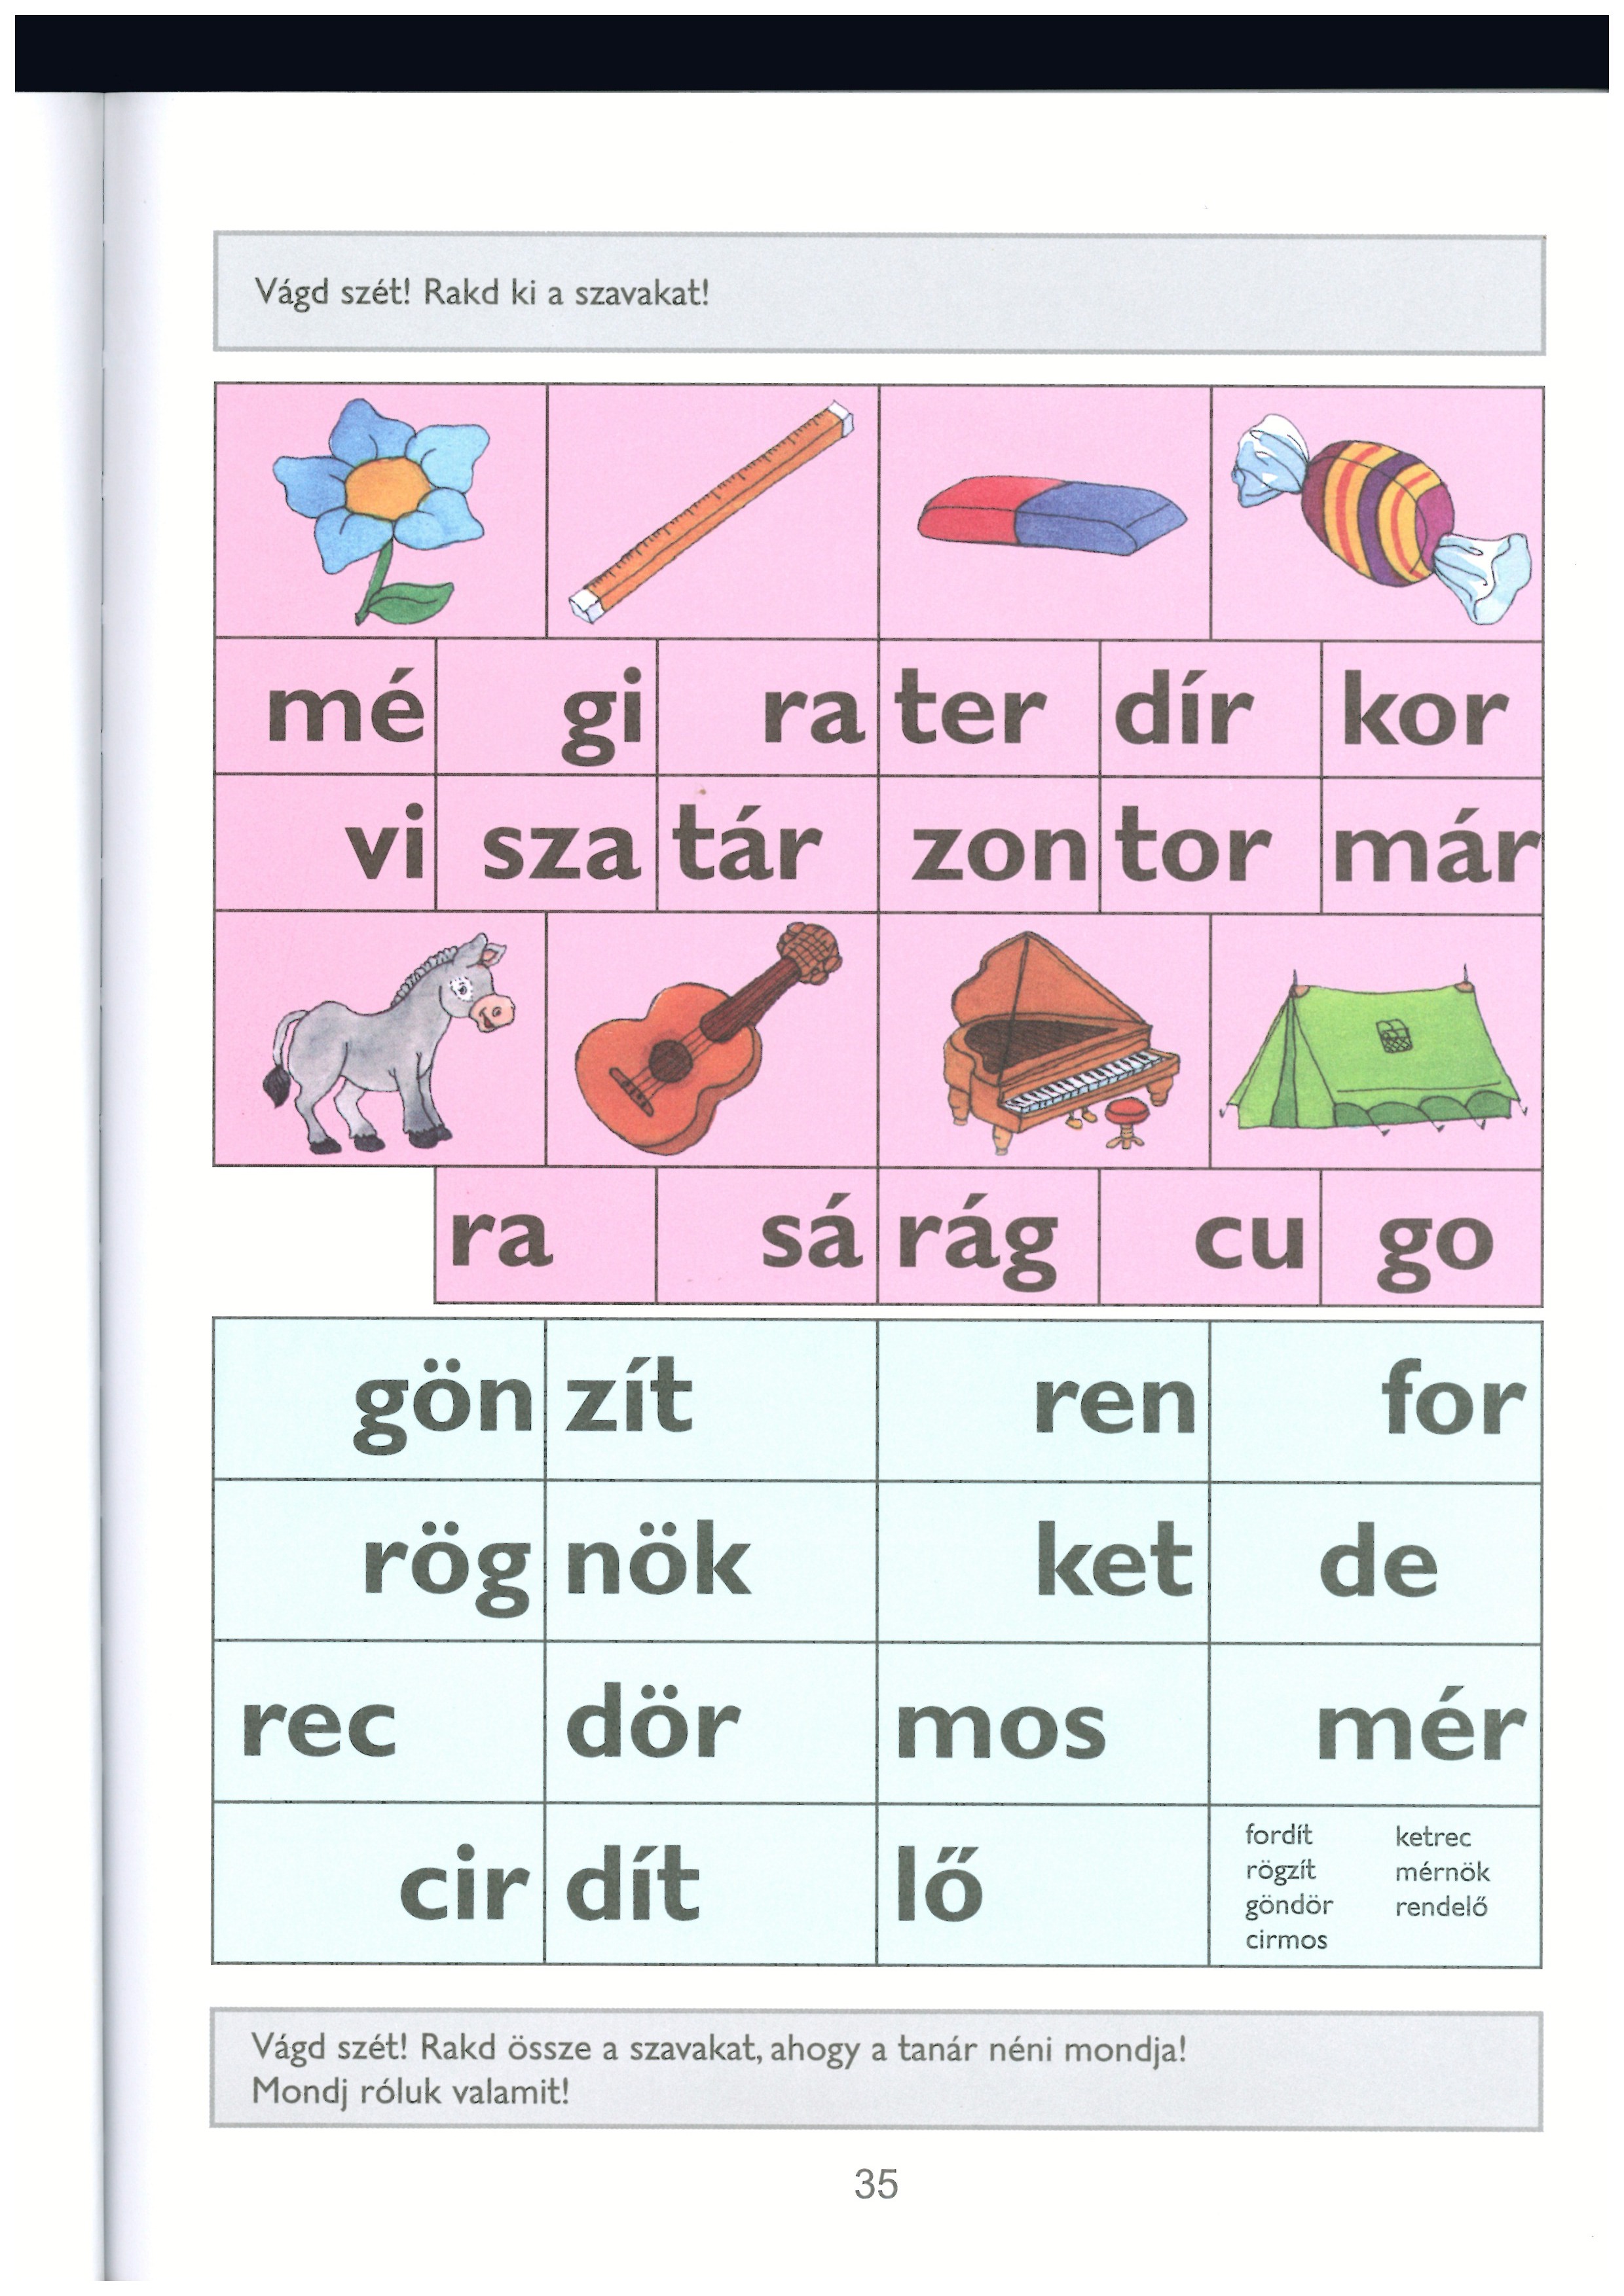 Vágd szét! Rakd ki a szavakat!
mé gi ra ter dír kor
vi sza tár zon tor már
ra sá rág cu go
gön zít ren for
rög nök ket de
rec dör mos mér
cir dít lő
fordít ketrec
rögzít mérnök
göndör rendelő
cirmos
Vágd szét! Rakd össze a szavakat, ahogy a tanár néni mondja!
Mondj róluk valamit!
35